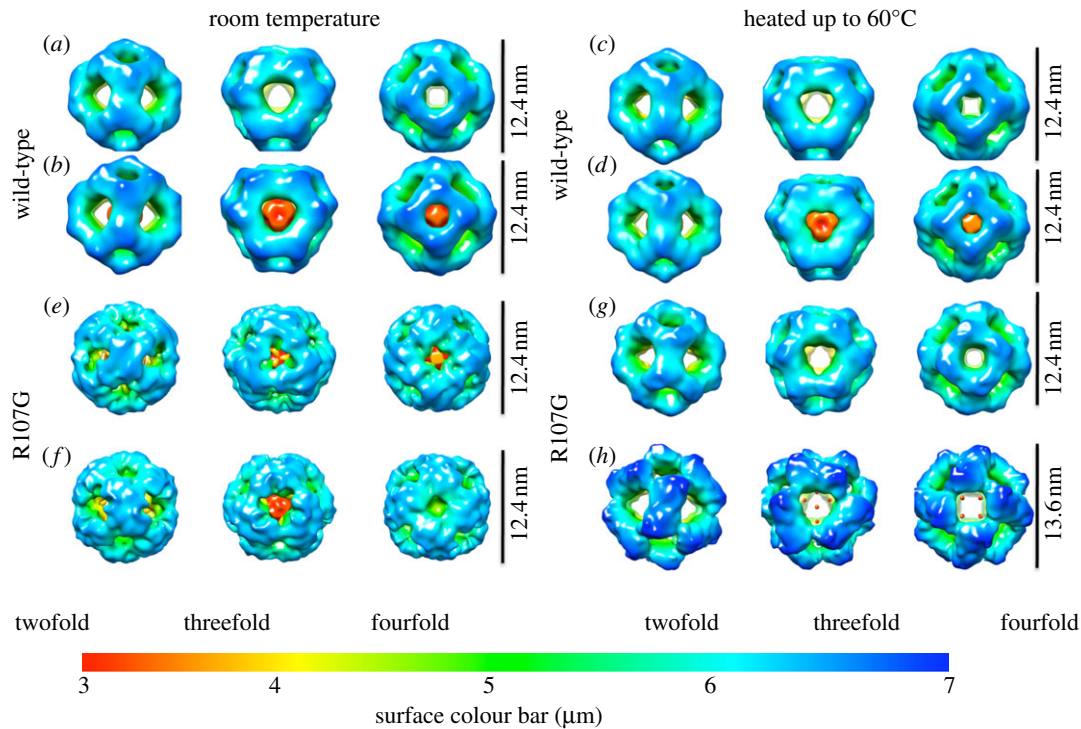 room temperature
heated up to 60°C
(a)
12.4 nm
(c)
12.4 nm
wild-type
(b)
12.4 nm
wild-type
(d)
12.4 nm
(e)
12.4 nm
(g)
12.4 nm
R107G
(f)
12.4 nm
R107G
(h)
13.6 nm
twofold threefold fourfold twofold threefold fourfold
3 4 5 6 7
surface colour bar (µm)